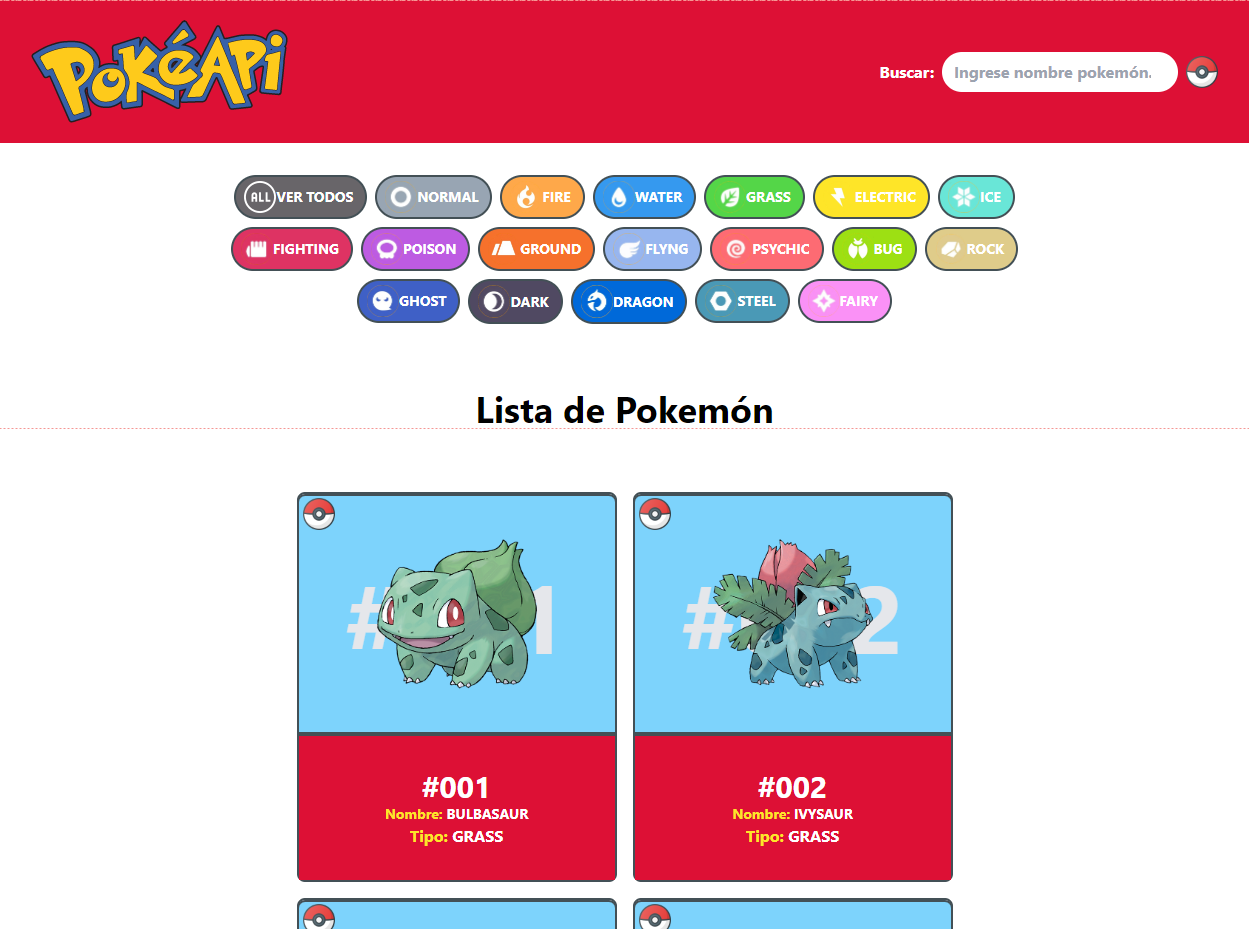 PokéApi
Buscar: Ingrese nombre pokemón.
ALL VER TODOS NORMAL FIRE WATER GRASS ELECTRIC ICE
FIGHTING POISON GROUND FLYNG PSYCHIC BUG ROCK
GHOST DARK DRAGON STEEL FAIRY
Lista de Pokemón
#001
Nombre: BULBASAUR
Tipo: GRASS
#002
Nombre: IVYSAUR
Tipo: GRASS